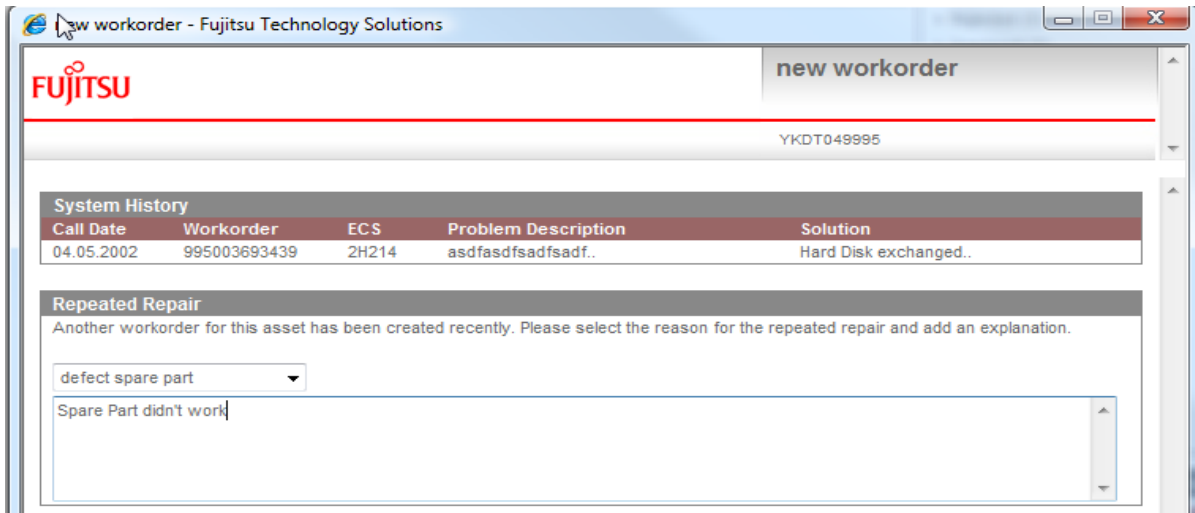 new workorder - Fujitsu Technology Solutions
FUJITSU
new workorder
YKDT049995
System History
Call Date Workorder ECS Problem Description Solution
04.05.2002 995003693439 2H214 asdfasdfsadfsadf.. Hard Disk exchanged..
Repeated Repair
Another workorder for this asset has been created recently. Please select the reason for the repeated repair and add an explanation.
defect spare part
Spare Part didn't work